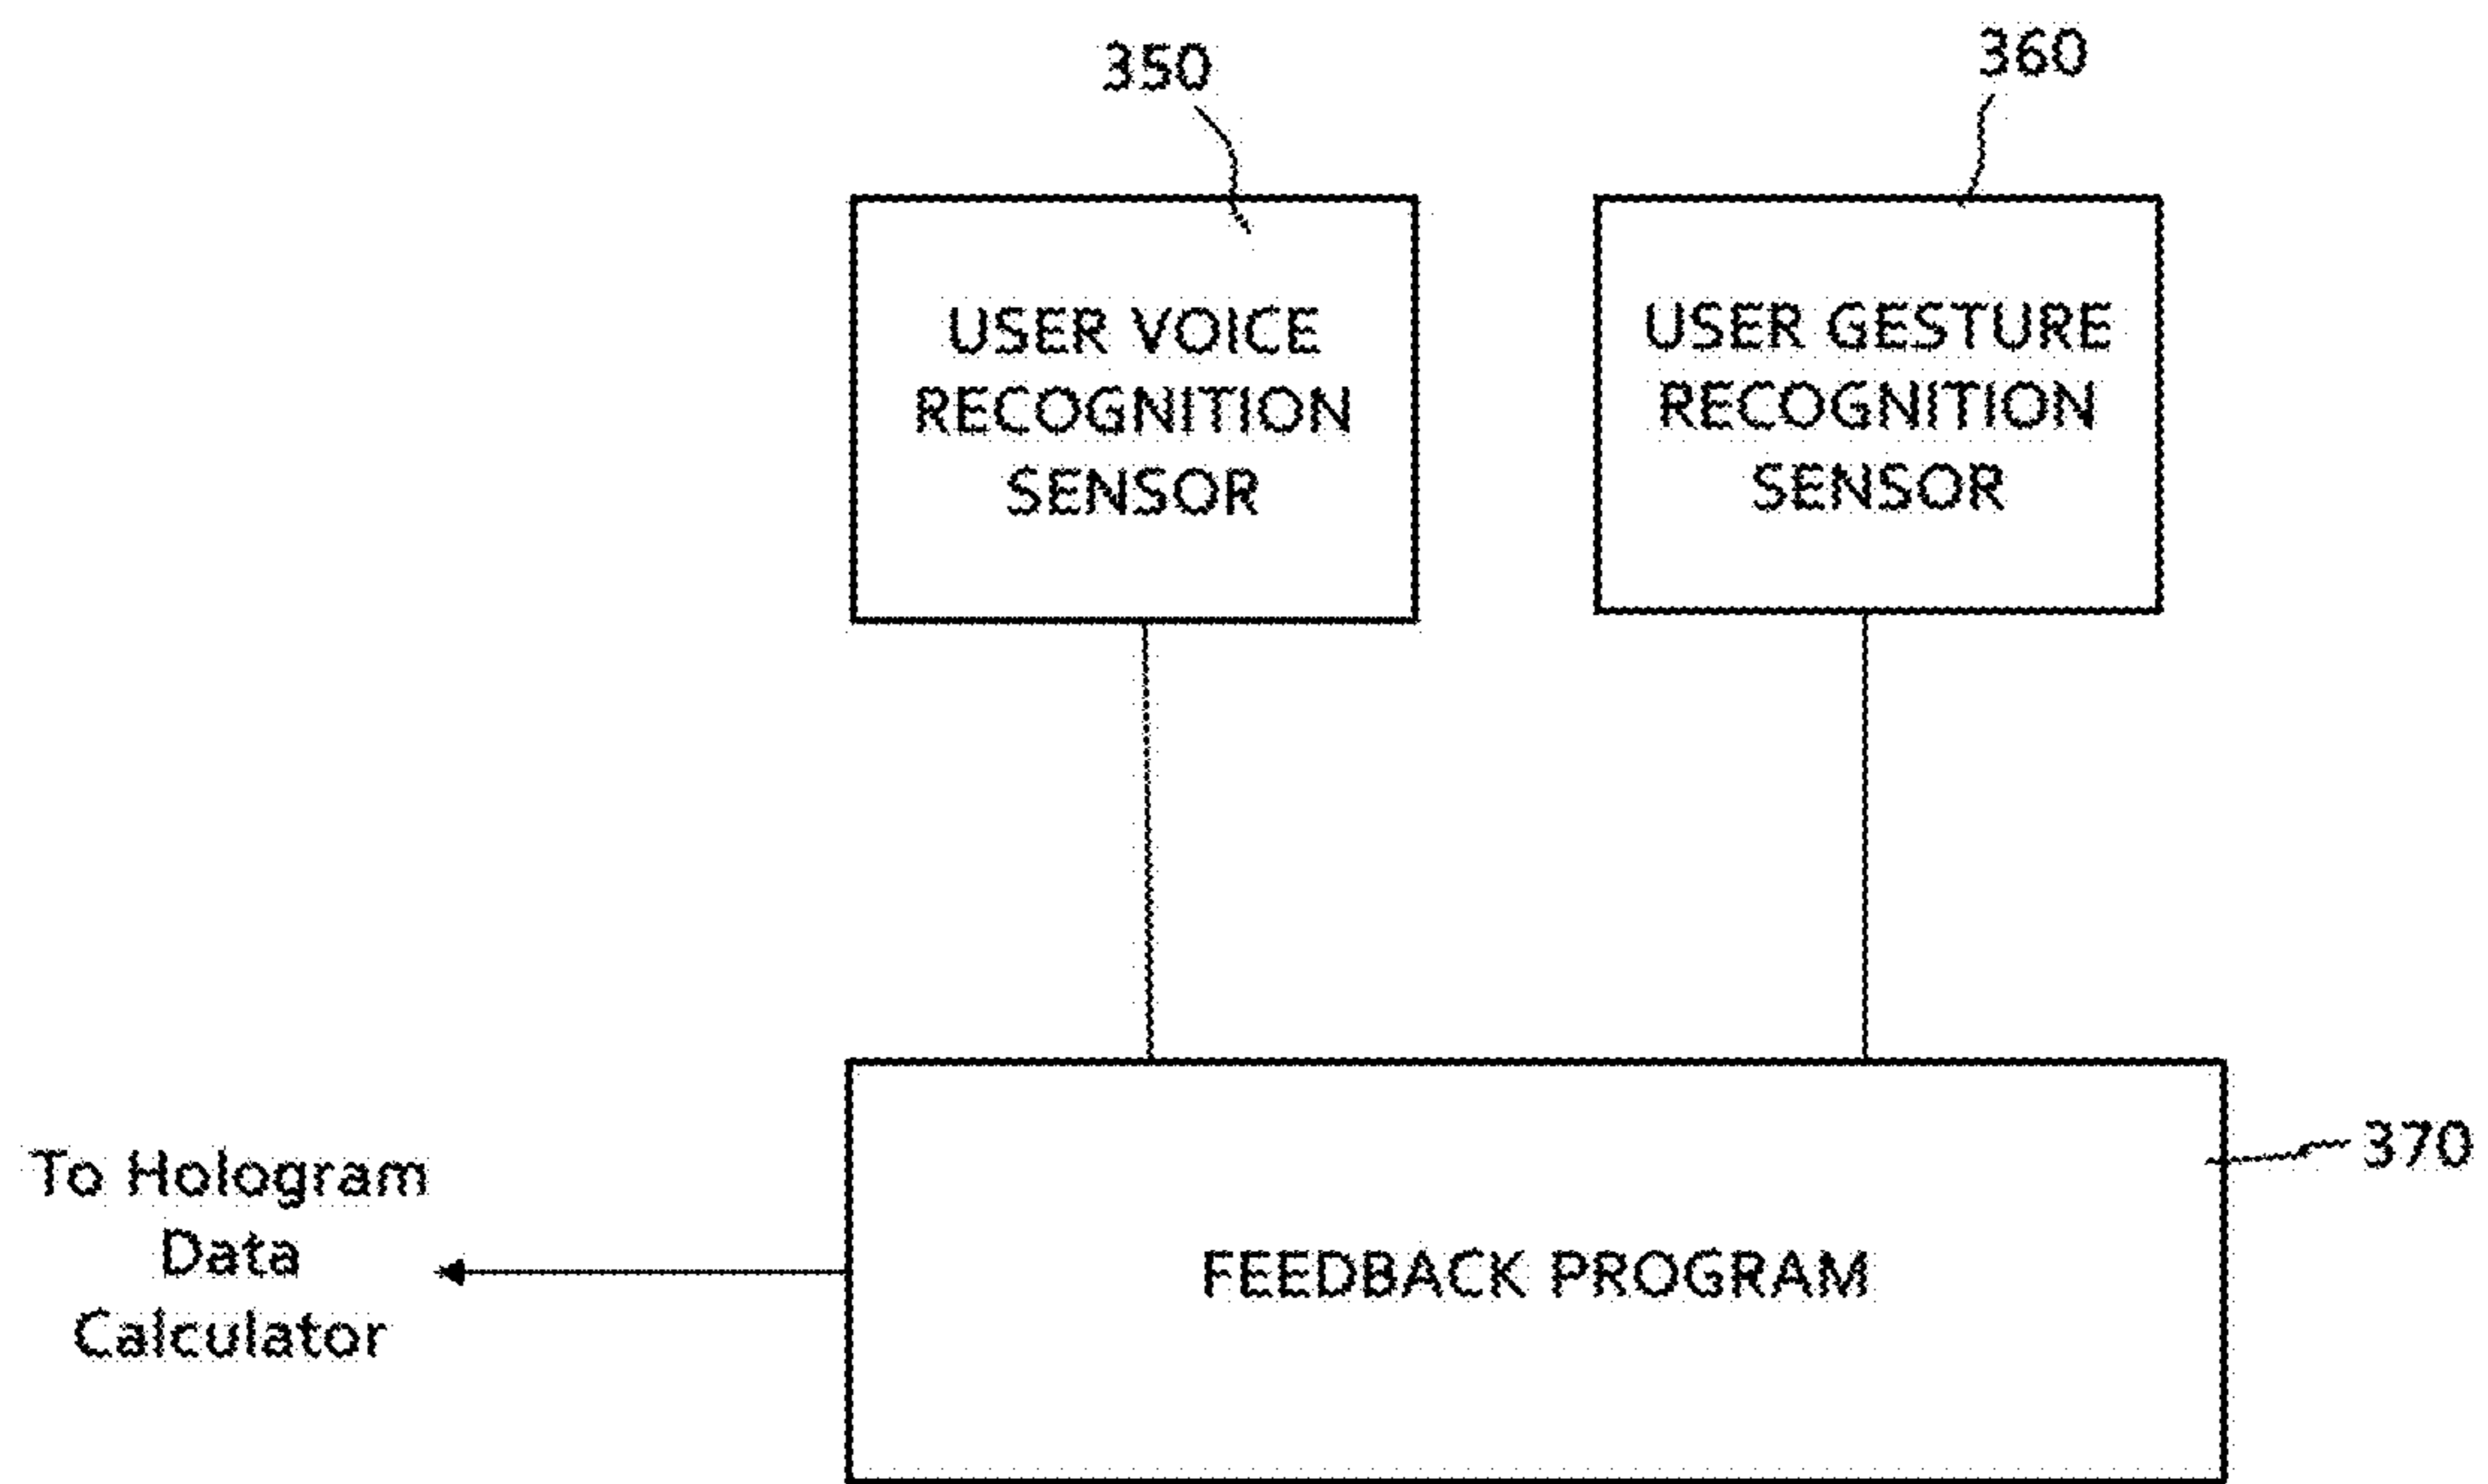 350
360
USER VOICE
RECOGNITION
SENSOR
USER GESTURE
RECOGNITION
SENSOR
370
To Hologram
Data
Calculator
FEEDBACK PROGRAM